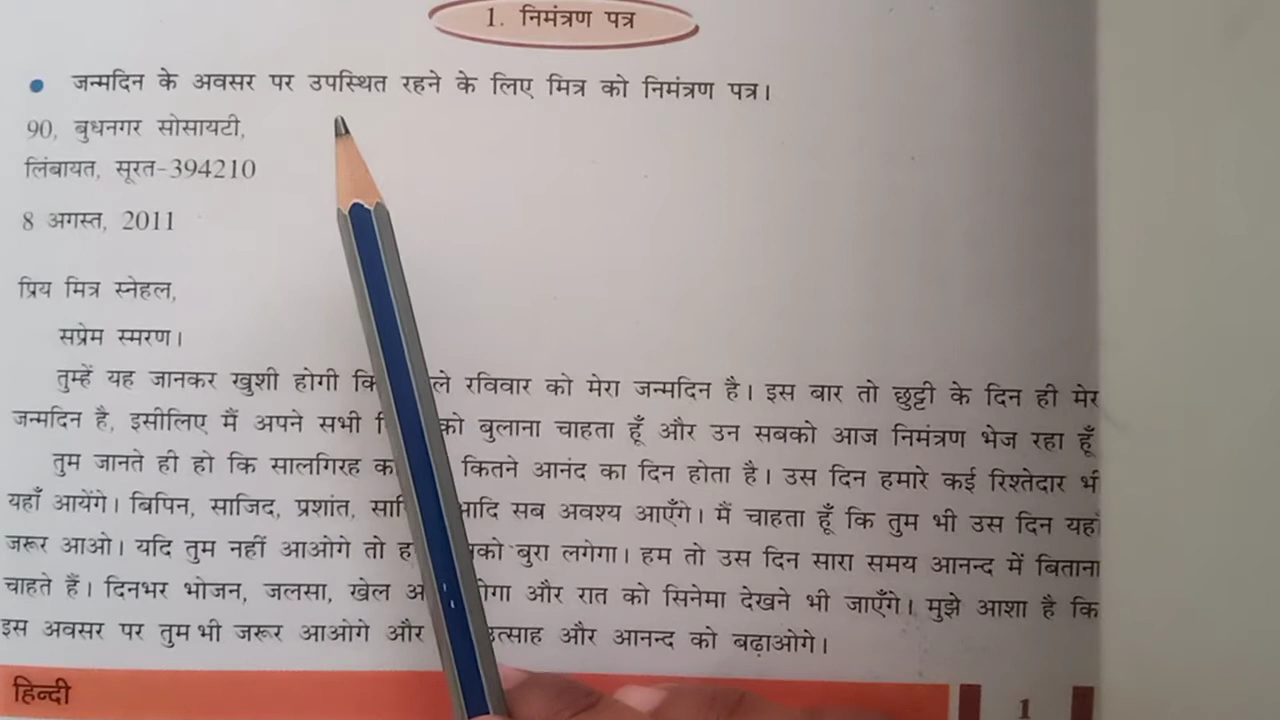 1. निमंत्रण पत्र
• जन्मदिन के अवसर पर उपस्थित रहने के लिए मित्र को निमंत्रण पत्र।
90, बुधनगर सोसायटी,
लिंबायत, सूरत-394210
8 अगस्त, 2011
प्रिय मित्र स्नेहल,
सप्रेम स्मरण।
तुम्हें यह जानकर खुशी होगी रविवार को मेरा जन्मदिन है। इस बार तो छुट्टी के दिन ही मेर
जन्मदिन है, इसीलिए मैं अपने सभी को बुलाना चाहता हूँ और उन सबको आज निमंत्रण भेज रहा हूँ
तुम जानते ही हो कि सालगिरह कितने आनंद का दिन होता है। उस दिन हमारे कई रिश्तेदार भी
यहाँ आयेंगे। बिपिन, साजिद, प्रशांत, सब अवश्य आएँगे। मैं चाहता हूँ कि तुम भी उस दिन यहाँ
जरूर आओ। यदि तुम नहीं आओगे तो बुरा लगेगा। हम तो उस दिन सारा समय आनन्द में बिताना
चाहते हैं। दिनभर भोजन, जलसा, खेल और रात को सिनेमा देखने भी जाएँगे। मुझे आशा है कि
इस अवसर पर तुम भी जरूर आओगे और उत्साह और आनन्द को बढ़ाओगे।
हिन्दी
1